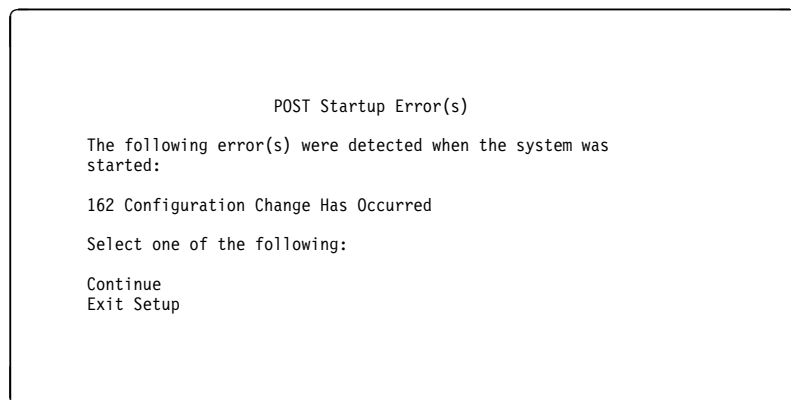 POST Startup Error(s)
The following error(s) were detected when the system was
started:
162 Configuration Change Has Occurred
Select one of the following:
Continue
Exit Setup